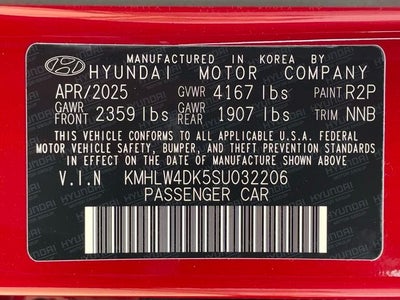 MANUFACTURED IN KOREA BY
HYUNDAI MOTOR COMPANY
APR/2025 GVWR 4167 lbs PAINT R2P
GAWR FRONT 2359 lbs GAWR REAR 1907 lbs TRIM NNB
THIS VEHICLE CONFORMS TO ALL APPLICABLE U.S.A. FEDERAL
MOTOR VEHICLE SAFETY, BUMPER, AND THEFT PREVENTION
STANDARDS IN EFFECT ON THE DATE OF MANUFACTURE SHOWN ABOVE.
V.I.N KMHLW4DK5SU032206
PASSENGER CAR